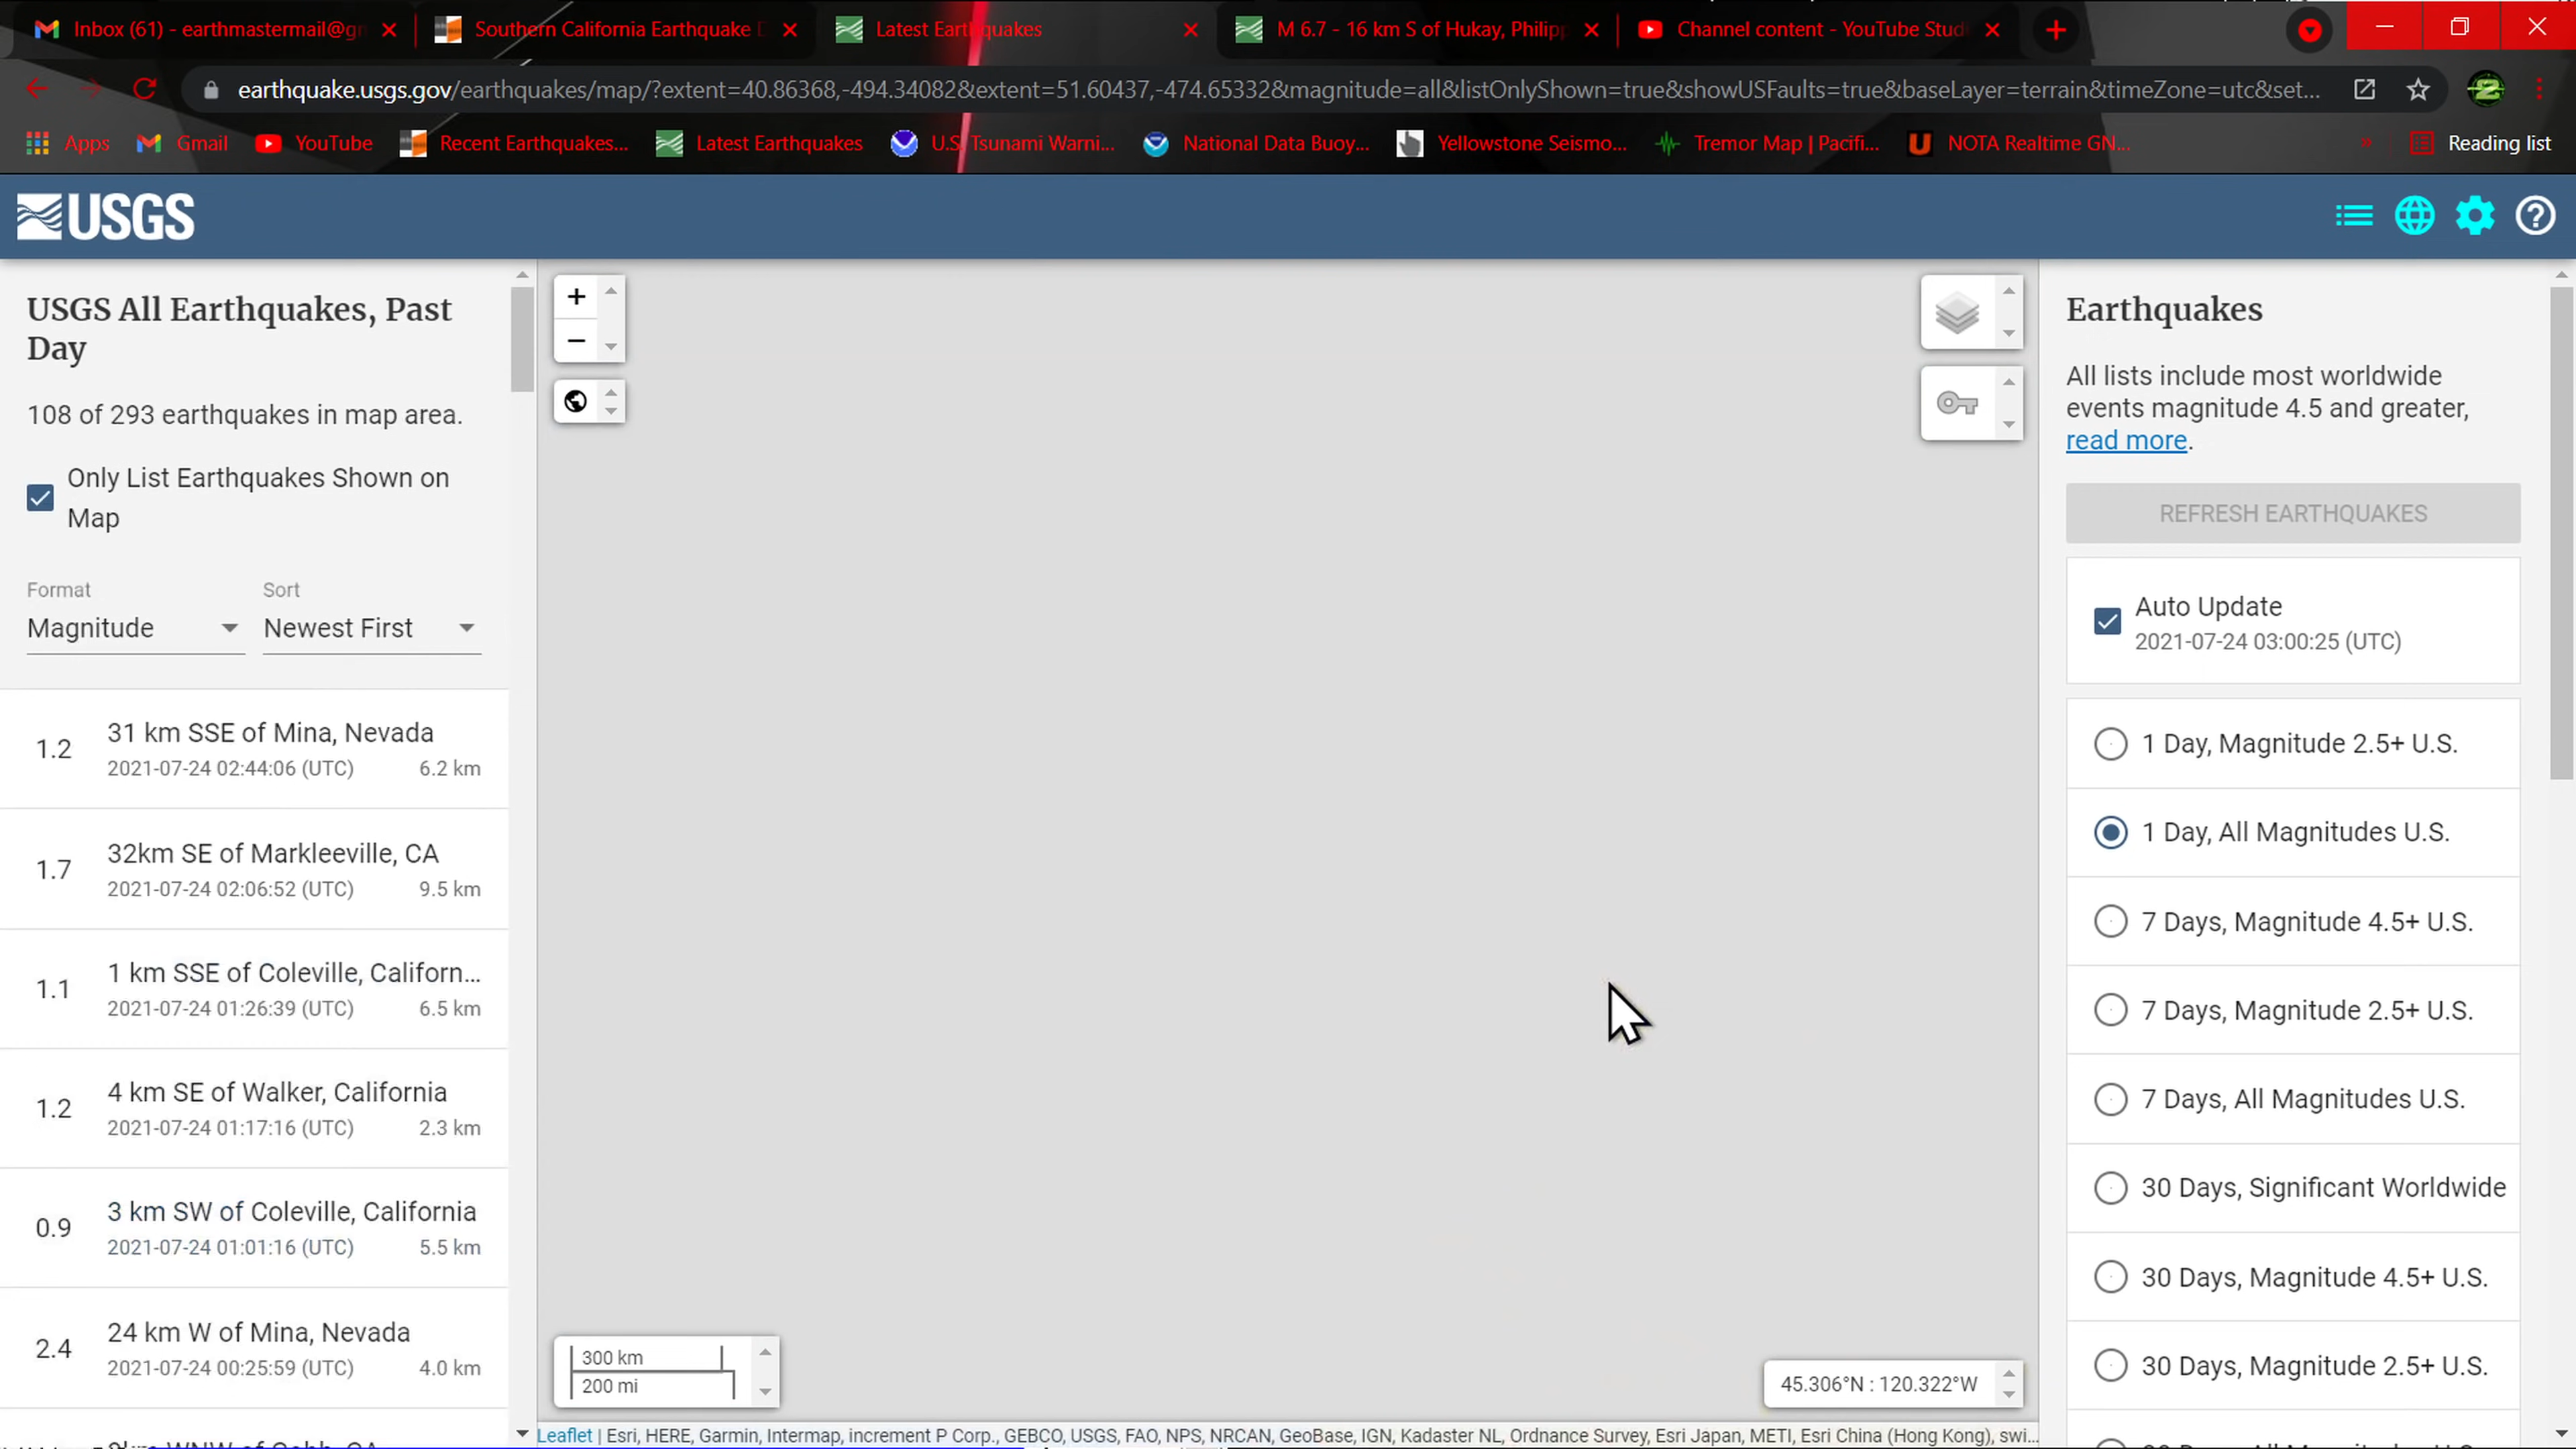 Inbox (61) - earthmastermail@gm
Southern California Earthquake D
Latest Earthquakes
M 6.7 - 16 km S of Hukay, Philipp
Channel content - YouTube Studi
earthquake.usgs.gov/earthquakes/map/?extent=40.86368,-494.34082&extent=51.60437,-474.65332&magnitude=all&listOnlyShown=true&showUSFaults=true&baseLayer=terrain&timeZone=utc&set...
Apps
Gmail
YouTube
Recent Earthquakes...
Latest Earthquakes
U.S. Tsunami Warni...
National Data Buoy...
Yellowstone Seismo...
Tremor Map | Pacifi...
NOTA Realtime GN...
Reading list
USGS
USGS All Earthquakes, Past
Day
108 of 293 earthquakes in map area.
Only List Earthquakes Shown on
Map
Format
Magnitude
Sort
Newest First
1.2
31 km SSE of Mina, Nevada
2021-07-24 02:44:06 (UTC) 6.2 km
1.7
32km SE of Markleeville, CA
2021-07-24 02:06:52 (UTC) 9.5 km
1.1
1 km SSE of Coleville, Californ...
2021-07-24 01:26:39 (UTC) 6.5 km
1.2
4 km SE of Walker, California
2021-07-24 01:17:16 (UTC) 2.3 km
0.9
3 km SW of Coleville, California
2021-07-24 01:01:16 (UTC) 5.5 km
2.4
24 km W of Mina, Nevada
2021-07-24 00:25:59 (UTC) 4.0 km
WNW of Cobb, CA
+
−
300 km
200 mi
45.306°N : 120.322°W
Leaflet | Esri, HERE, Garmin, Intermap, increment P Corp., GEBCO, USGS, FAO, NPS, NRCAN, GeoBase, IGN, Kadaster NL, Ordnance Survey, Esri Japan, METI, Esri China (Hong Kong), swi...
Earthquakes
All lists include most worldwide
events magnitude 4.5 and greater,
read more.
REFRESH EARTHQUAKES
Auto Update
2021-07-24 03:00:25 (UTC)
1 Day, Magnitude 2.5+ U.S.
1 Day, All Magnitudes U.S.
7 Days, Magnitude 4.5+ U.S.
7 Days, Magnitude 2.5+ U.S.
7 Days, All Magnitudes U.S.
30 Days, Significant Worldwide
30 Days, Magnitude 4.5+ U.S.
30 Days, Magnitude 2.5+ U.S.